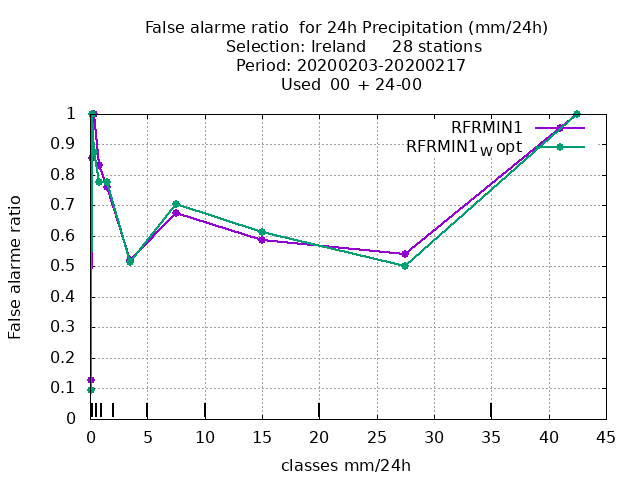 False alarme ratio  for 24h Precipitation (mm/24h)
Selection: Ireland     28 stations
Period: 20200203-20200217
Used  00 + 24-00
RFRMIN1
RFRMIN1W opt
1
0.9
0.8
0.7
0.6
0.5
0.4
0.3
0.2
0.1
0
False alarme ratio
0 5 10 15 20 25 30 35 40 45
classes mm/24h